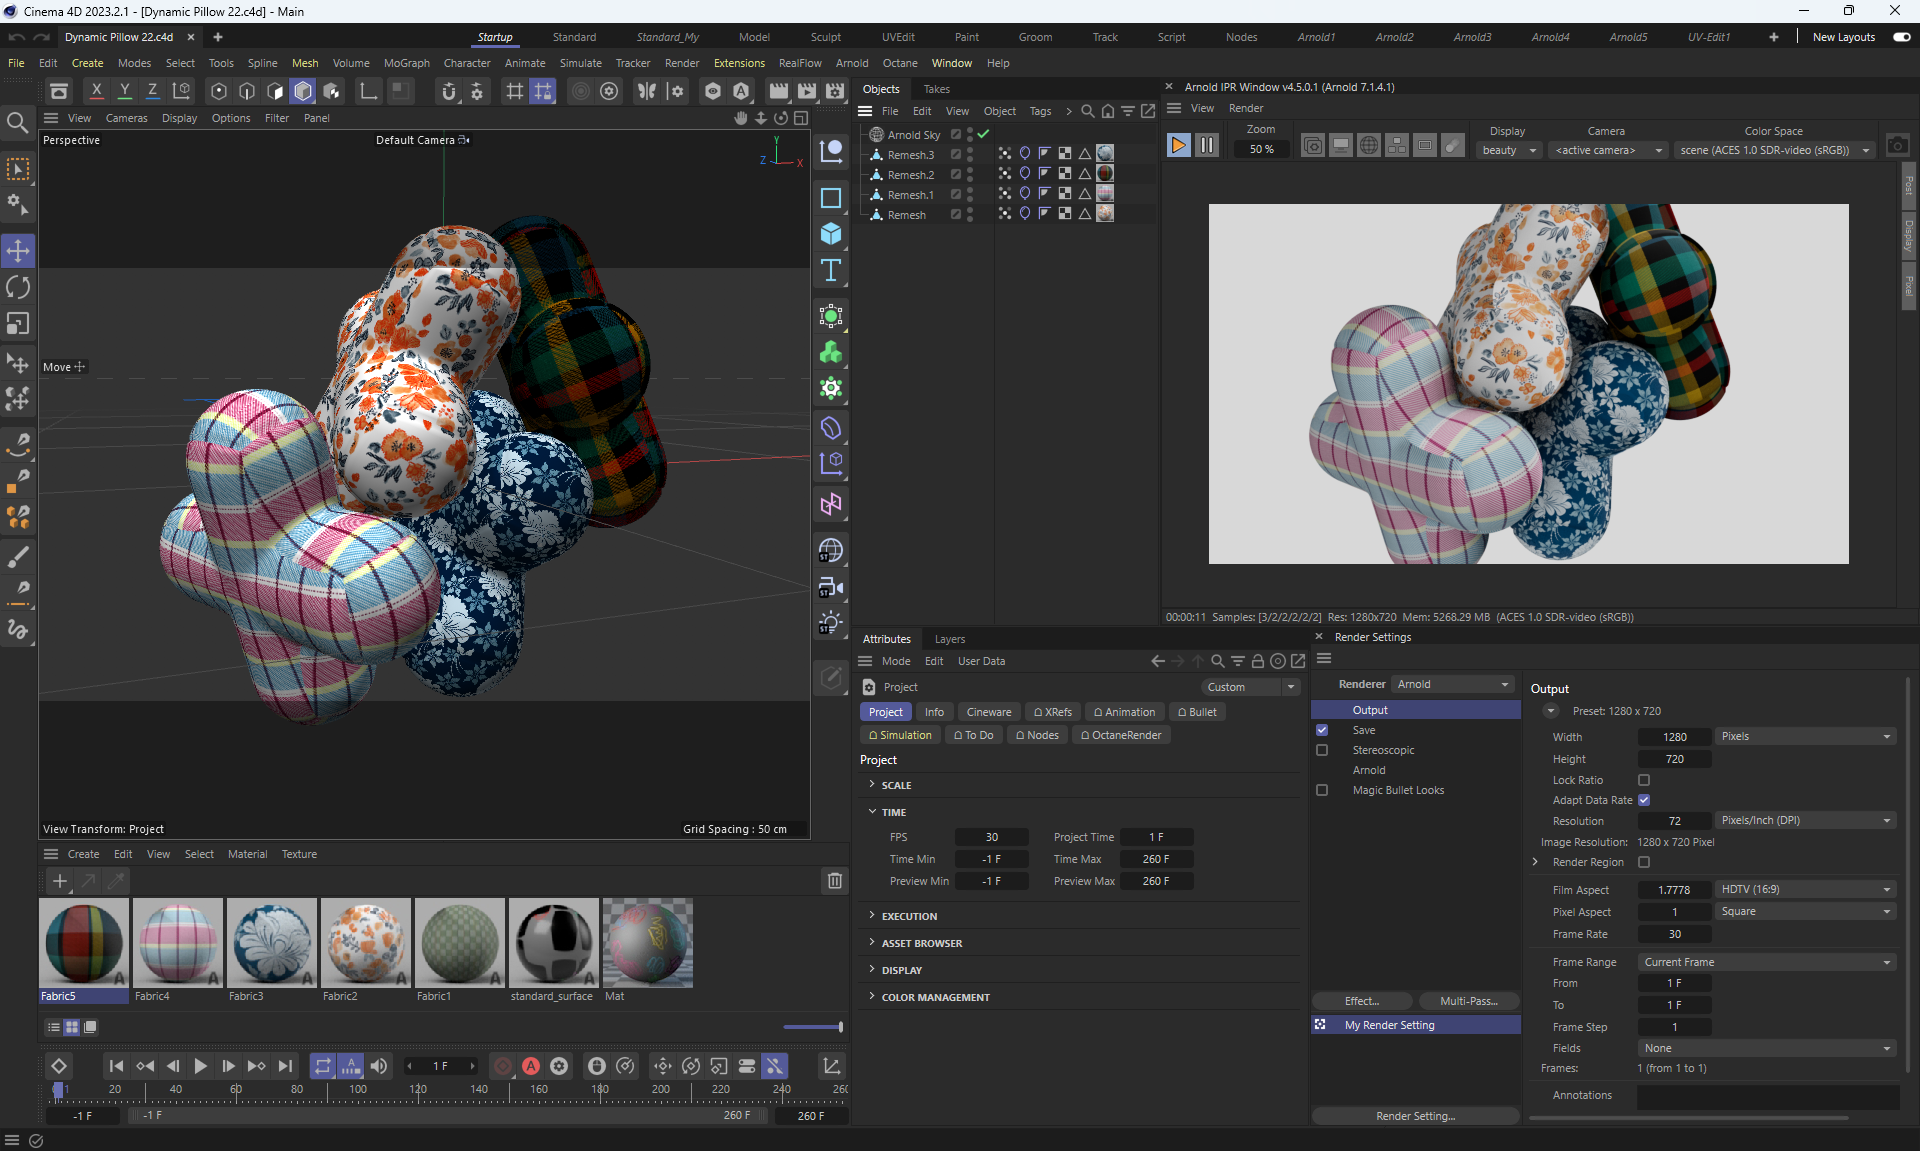 Cinema 4D 2023.2.1 - [Dynamic Pillow 22.c4d] - Main
Dynamic Pillow 22.c4d
Startup Standard Standard_My Model Sculpt UVEdit Paint Groom Track Script Nodes Arnold1 Arnold2 Arnold3 Arnold4 Arnold5 UV-Edit1 New Layouts
File Edit Create Modes Select Tools Spline Mesh Volume MoGraph Character Animate Simulate Tracker Render Extensions RealFlow Arnold Octane Window Help
X Y Z
View Cameras Display Options Filter Panel
Perspective
Default Camera
Y
Z X
Move
View Transform: Project
Grid Spacing : 50 cm
Objects Takes
File Edit View Object Tags
Arnold Sky
Remesh.3
Remesh.2
Remesh.1
Remesh
Arnold IPR Window v4.5.0.1 (Arnold 7.1.4.1)
View Render
Zoom
50 %
Display
beauty
Camera
<active camera>
Color Space
scene (ACES 1.0 SDR-video (sRGB))
Post
Display
Pixel
00:00:11 Samples: [3/2/2/2/2/2] Res: 1280x720 Mem: 5268.29 MB (ACES 1.0 SDR-video (sRGB))
Attributes Layers
Mode Edit User Data
Project
Custom
Project Info Cineware XRefs Animation Bullet
Simulation To Do Nodes OctaneRender
Project
SCALE
TIME
FPS 30 Project Time 1 F
Time Min -1 F Time Max 260 F
Preview Min -1 F Preview Max 260 F
EXECUTION
ASSET BROWSER
DISPLAY
COLOR MANAGEMENT
Render Settings
Renderer Arnold
Output
Save
Stereoscopic
Arnold
Magic Bullet Looks
Effect... Multi-Pass...
My Render Setting
Render Setting...
Output
Preset: 1280 x 720
Width 1280 Pixels
Height 720
Lock Ratio
Adapt Data Rate
Resolution 72 Pixels/Inch (DPI)
Image Resolution: 1280 x 720 Pixel
Render Region
Film Aspect 1.7778 HDTV (16:9)
Pixel Aspect 1 Square
Frame Rate 30
Frame Range Current Frame
From 1 F
To 1 F
Frame Step 1
Fields None
Frames: 1 (from 1 to 1)
Annotations
Create Edit View Select Material Texture
Fabric5 Fabric4 Fabric3 Fabric2 Fabric1 standard_surface Mat
1 F
1 20 40 60 80 100 120 140 160 180 200 220 240 260
-1 F -1 F 260 F 260 F